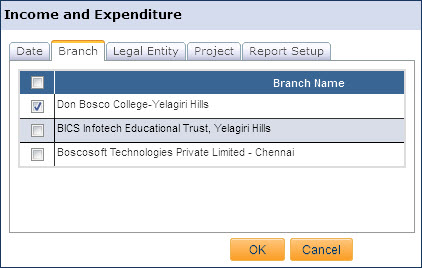 Income and Expenditure
Date Branch Legal Entity Project Report Setup
Branch Name
Don Bosco College-Yelagiri Hills
BICS Infotech Educational Trust, Yelagiri Hills
Boscosoft Technologies Private Limited - Chennai
OK Cancel